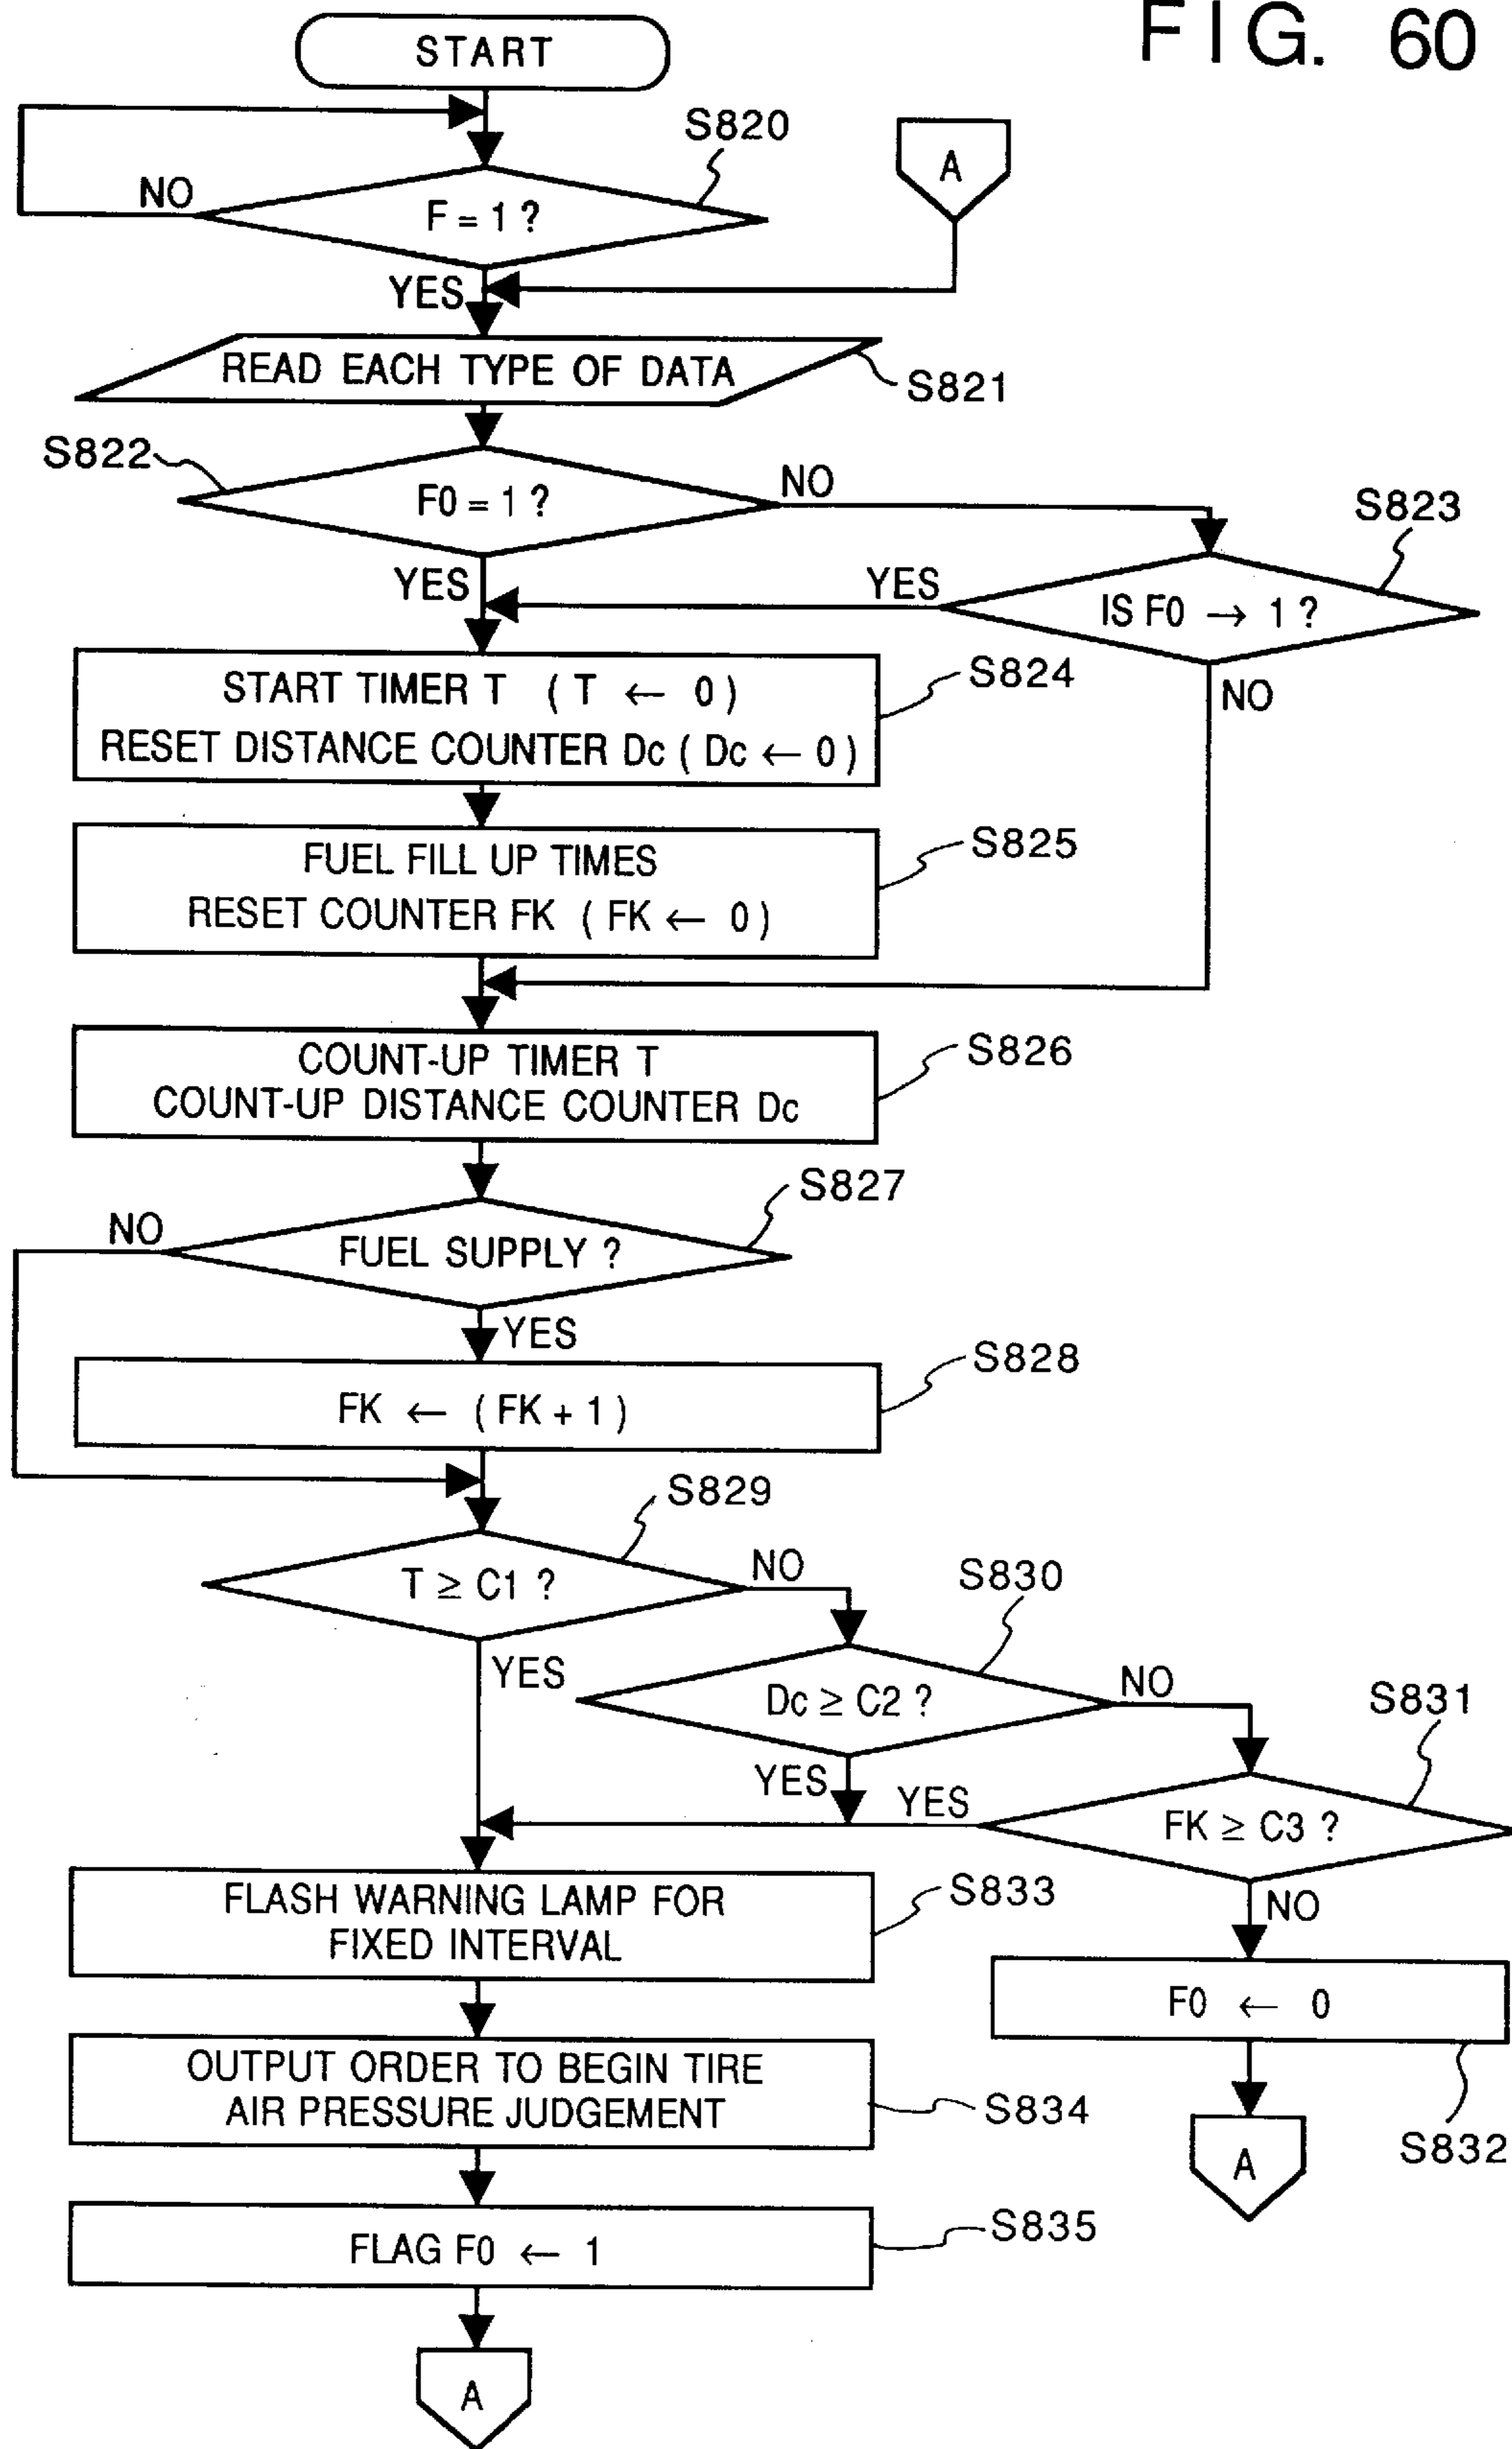 FIG. 60
START
S820
A
NO
F = 1 ?
YES
READ EACH TYPE OF DATA
S821
S822
F0 = 1 ?
NO
S823
YES
YES
IS F0 → 1 ?
NO
START TIMER T ( T ← 0 )
RESET DISTANCE COUNTER Dc ( Dc ← 0 )
S824
FUEL FILL UP TIMES
RESET COUNTER FK ( FK ← 0 )
S825
COUNT-UP TIMER T
COUNT-UP DISTANCE COUNTER Dc
S826
S827
NO
FUEL SUPPLY ?
YES
S828
FK ← ( FK + 1 )
S829
T ≥ C1 ?
NO
S830
YES
Dc ≥ C2 ?
NO
S831
YES
YES
FK ≥ C3 ?
NO
FLASH WARNING LAMP FOR
FIXED INTERVAL
S833
F0 ← 0
S832
OUTPUT ORDER TO BEGIN TIRE
AIR PRESSURE JUDGEMENT
S834
A
FLAG F0 ← 1
S835
A